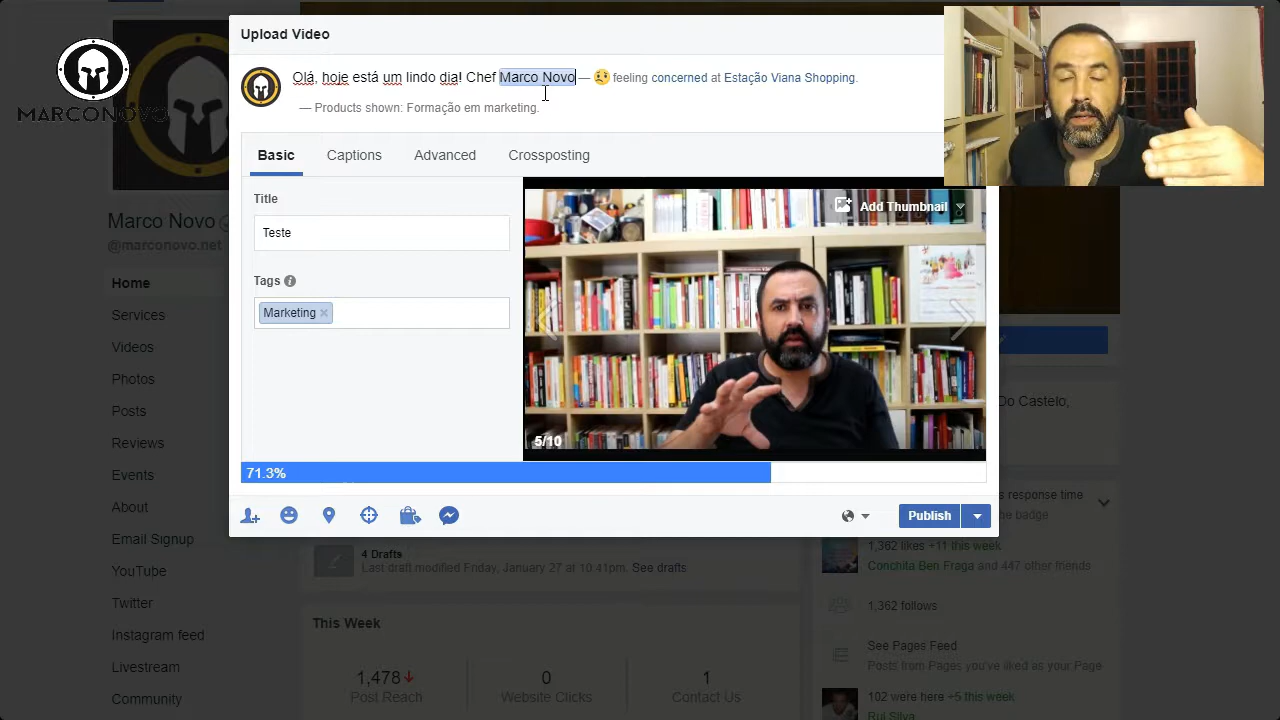 Upload Video
Olá, hoje está um lindo dia! Chef Marco Novo — feeling concerned at Estação Viana Shopping.
— Products shown: Formação em marketing.
MARCONOVO
Basic
Captions
Advanced
Crossposting
Title
Teste
Tags
Marketing
Add Thumbnail
5/10
71.3%
Publish
Marco Novo
@marconovo.net
Home
Services
Videos
Photos
Posts
Reviews
Events
About
Email Signup
YouTube
Twitter
Instagram feed
Livestream
Community
4 Drafts
Last draft modified Friday, January 27 at 10:41pm. See drafts
This Week
1,478
Post Reach
0
Website Clicks
1
Contact Us
Do Castelo,
response time
the badge
1,362 likes +11 this week
Conchita Ben Fraga and 447 other friends
1,362 follows
See Pages Feed
Posts from Pages you've liked as your Page
102 were here +5 this week
Rui Silva